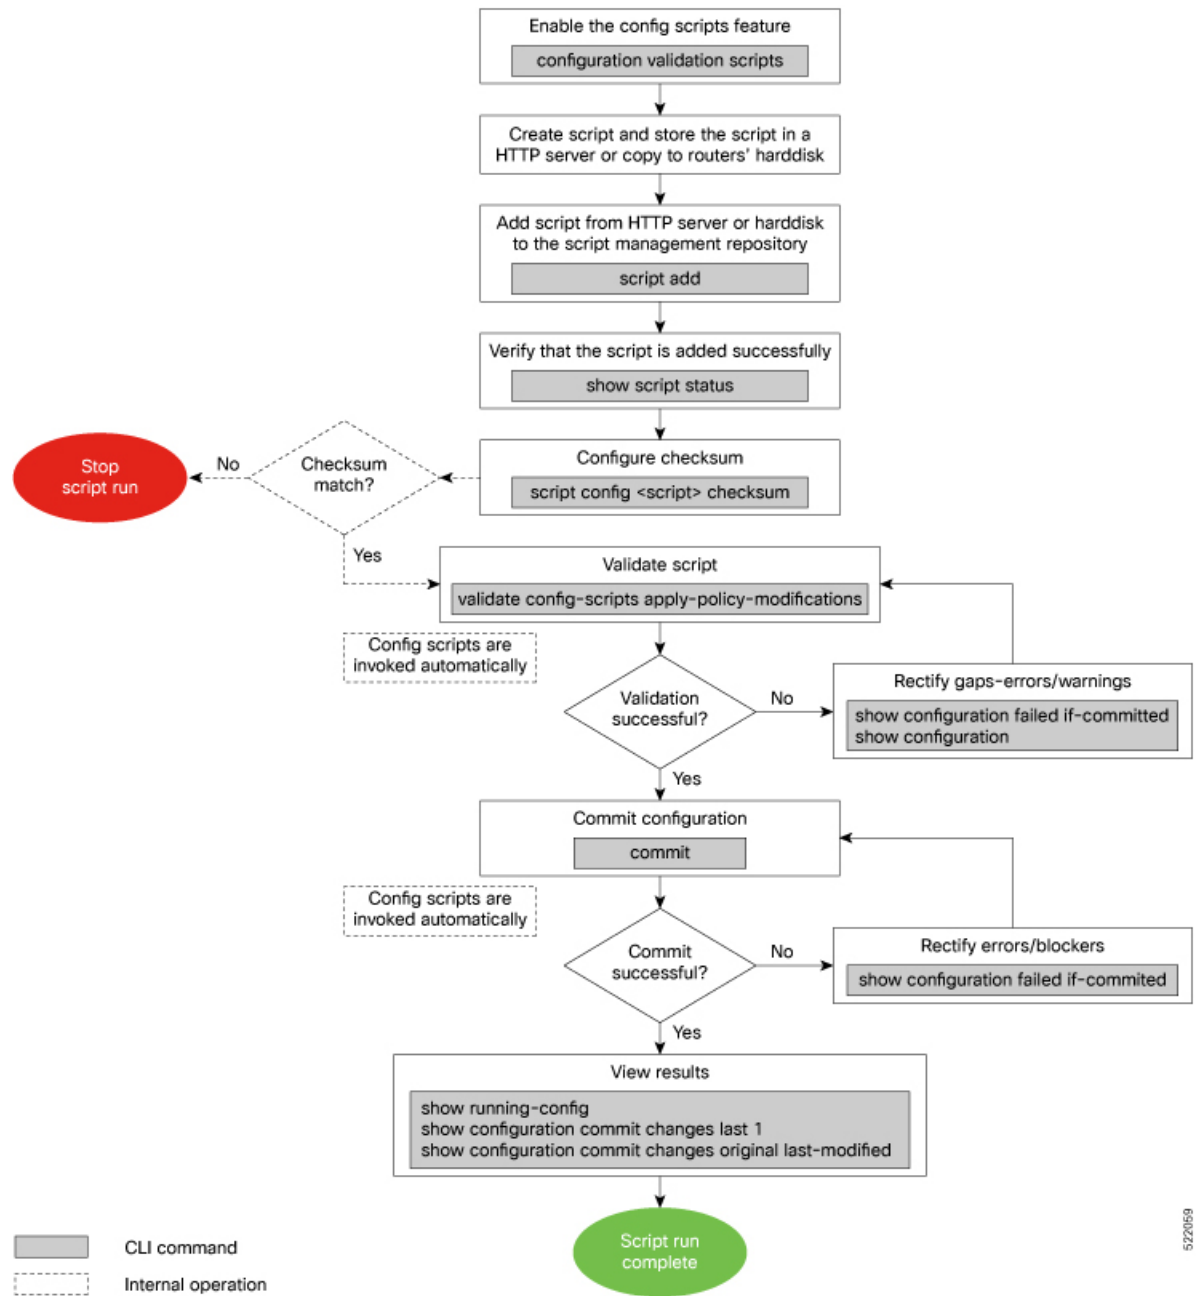 Enable the config scripts feature
configuration validation scripts
Create script and store the script in a
HTTP server or copy to routers' harddisk
Add script from HTTP server or harddisk
to the script management repository
script add
Verify that the script is added successfully
show script status
Configure checksum
script config <script> checksum
Checksum
match?
No
Stop
script run
Yes
Validate script
validate config-scripts apply-policy-modifications
Config scripts are
invoked automatically
Validation
successful?
No
Rectify gaps-errors/warnings
show configuration failed if-committed
show configuration
Yes
Commit configuration
commit
Config scripts are
invoked automatically
Commit
successful?
No
Rectify errors/blockers
show configuration failed if-commited
Yes
View results
show running-config
show configuration commit changes last 1
show configuration commit changes original last-modified
Script run
complete
CLI command
Internal operation
522059